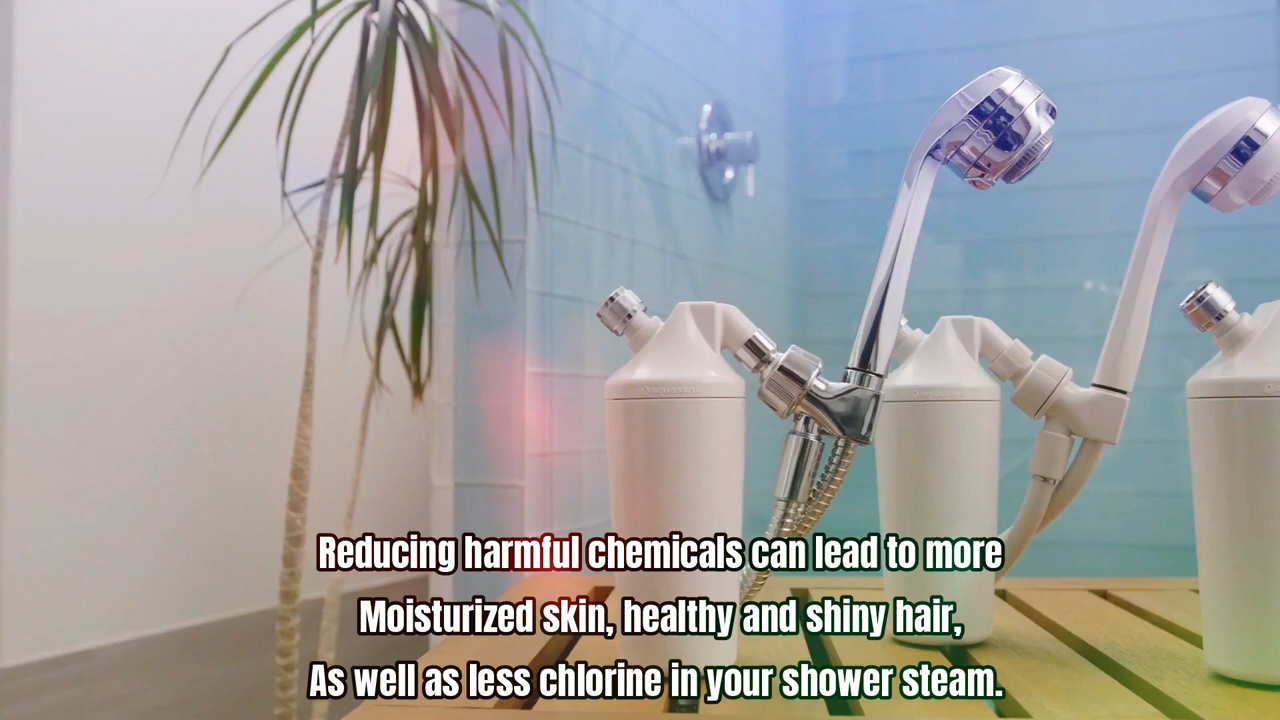 Reducing harmful chemicals can lead to more
Moisturized skin, healthy and shiny hair,
As well as less chlorine in your shower steam.